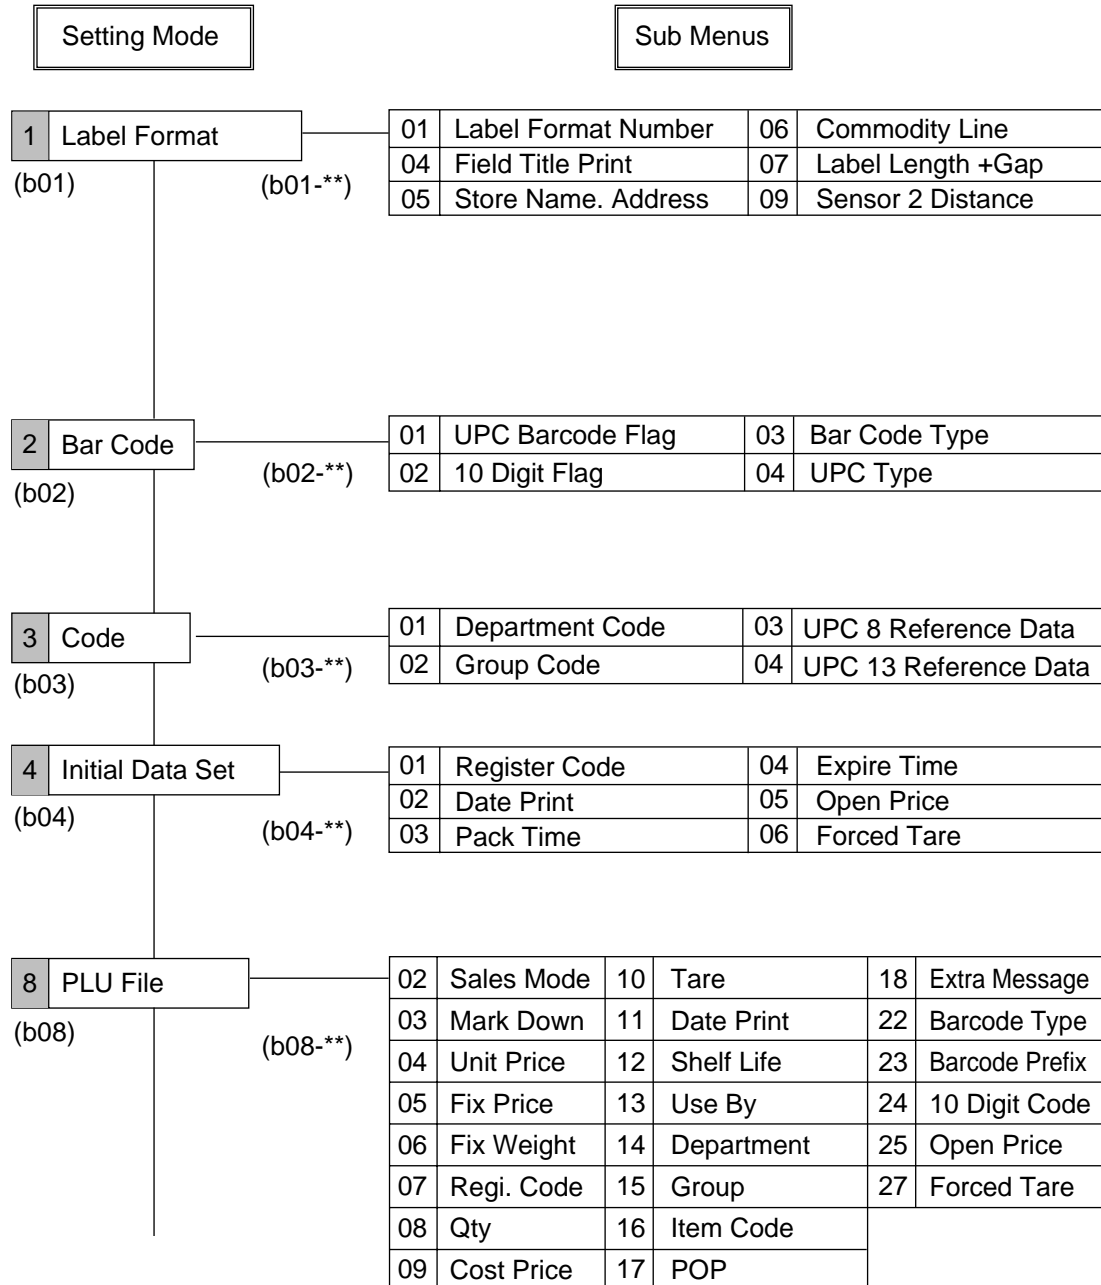 Setting Mode Sub Menus
1 Label Format 01 Label Format Number 06 Commodity Line
04 Field Title Print 07 Label Length +Gap
(b01) (b01-**)
05 Store Name. Address 09 Sensor 2 Distance
2 Bar Code 01 UPC Barcode Flag 03 Bar Code Type
(b02-**) 02 10 Digit Flag 04 UPC Type
(b02)
3 Code 01 Department Code 03 UPC 8 Reference Data
(b03-**) 02 Group Code 04 UPC 13 Reference Data
(b03)
4 Initial Data Set 01 Register Code 04 Expire Time
02 Date Print 05 Open Price
(b04) (b04-**)
03 Pack Time 06 Forced Tare
8 PLU File 02 Sales Mode 10 Tare 18 Extra Message
(b08) 03 Mark Down 11 Date Print 22 Barcode Type
(b08-**)
04 Unit Price 12 Shelf Life 23 Barcode Prefix
05 Fix Price 13 Use By 24 10 Digit Code
06 Fix Weight 14 Department 25 Open Price
07 Regi. Code 15 Group 27 Forced Tare
08 Qty 16 Item Code
09 Cost Price 17 POP